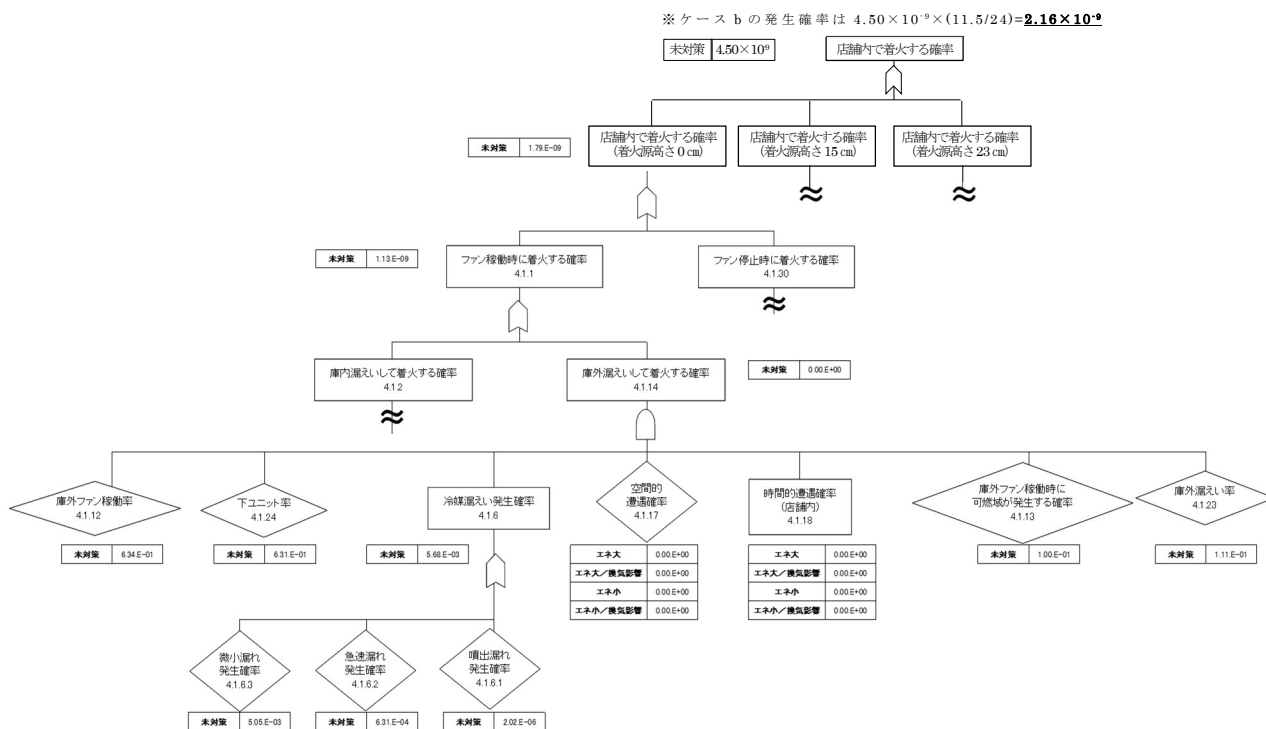 ※ケース b の発生確率は 4.50×10⁻⁹×(11.5/24)=2.16×10⁻⁹
未対策 4.50×10⁹
店舗内で着火する確率
未対策 1.79.E-09
店舗内で着火する確率
(着火源高さ0㎝)
店舗内で着火する確率
(着火源高さ15㎝)
店舗内で着火する確率
(着火源高さ23㎝)
≈
≈
未対策 1.13.E-09
ファン稼働時に着火する確率
4.1.1
ファン停止時に着火する確率
4.1.30
≈
庫内漏えいして着火する確率
4.1.2
≈
庫外漏えいして着火する確率
4.1.14
未対策 0.00.E+00
庫外ファン稼働率
4.1.12
未対策 6.34.E-01
下ユニット率
4.1.24
未対策 6.31.E-01
冷媒漏えい発生確率
4.1.6
未対策 5.68.E-03
空間的
遭遇確率
4.1.17
エネ大 0.00.E+00
エネ大／換気影響 0.00.E+00
エネ小 0.00.E+00
エネ小／換気影響 0.00.E+00
時間的遭遇確率
(店舗内)
4.1.18
エネ大 0.00.E+00
エネ大／換気影響 0.00.E+00
エネ小 0.00.E+00
エネ小／換気影響 0.00.E+00
庫外ファン稼働時に
可燃域が発生する確率
4.1.13
未対策 1.00.E-01
庫外漏えい率
4.1.23
未対策 1.11.E-01
微小漏れ
発生確率
4.1.6.3
未対策 5.05.E-03
急速漏れ
発生確率
4.1.6.2
未対策 6.31.E-04
噴出漏れ
発生確率
4.1.6.1
未対策 2.02.E-06